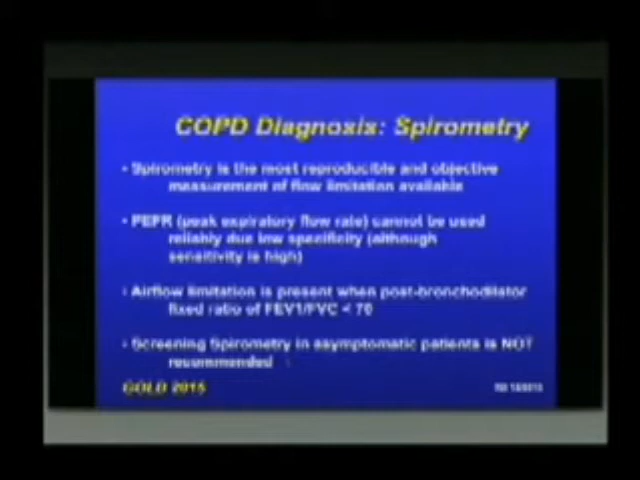 COPD Diagnosis: Spirometry
• Spirometry is the most reproducible and objective
measurement of flow limitation available
• PEFR (peak expiratory flow rate) cannot be used
reliably due low specificity (although
sensitivity is high)
• Airflow limitation is present when post-bronchodilator
fixed ratio of FEV1/FVC < 70
• Screening Spirometry in asymptomatic patients is NOT
recommended
GOLD 2015